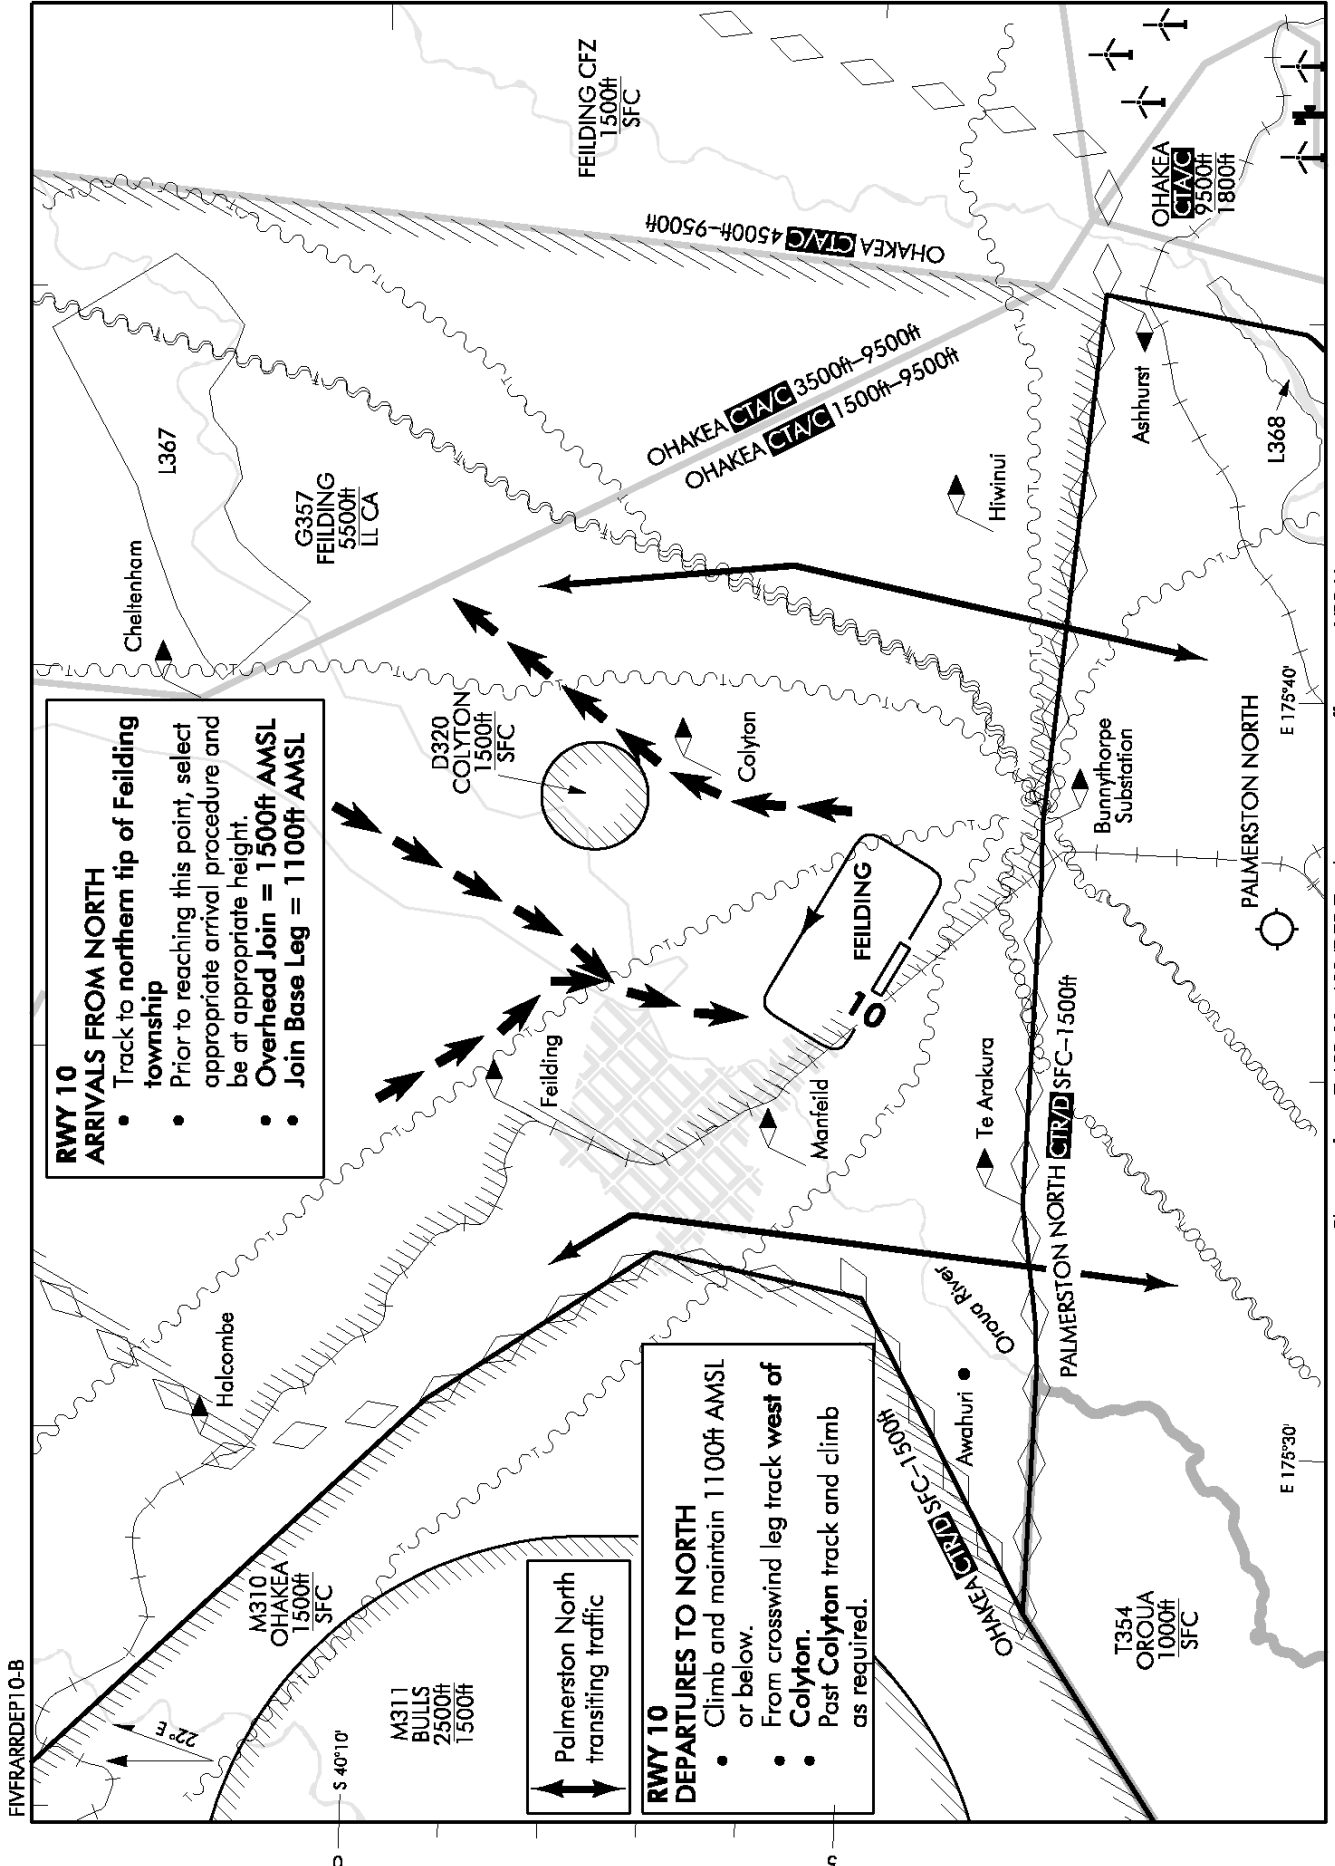 FIVFRARRDEP10-B
RWY 10
ARRIVALS FROM NORTH
• Track to northern tip of Feilding
township
• Prior to reaching this point, select
appropriate arrival procedure and
be at appropriate height.
• Overhead Join = 1500ft AMSL
• Join Base Leg = 1100ft AMSL
22°E
Halcombe
Cheltenham
L367
G357
FEILDING
5500ft
LL CA
FEILDING CFZ
1500ft
SFC
M310
OHAKEA
1500ft
SFC
S 40°10'
M311
BULLS
2500ft
1500ft
D320
COLYTON
1500ft
SFC
Feilding
Colyton
OHAKEA CTA/C 4500ft–9500ft
OHAKEA CTA/C 3500ft–9500ft
OHAKEA CTA/C 1500ft–9500ft
Palmerston North
transiting traffic
RWY 10
DEPARTURES TO NORTH
• Climb and maintain 1100ft AMSL
or below.
• From crosswind leg track west of
Colyton.
• Past Colyton track and climb
as required.
Manfeild
10
FEILDING
Hiwinui
OHAKEA CTR/D SFC–1500ft
Awahuri
Oroua River
Te Arakura
PALMERSTON NORTH CTR/D SFC–1500ft
Bunnythorpe
Substation
Ashhurst
OHAKEA
CTA/C
9500ft
1800ft
T354
OROUA
1000ft
SFC
PALMERSTON NORTH
L368
E 175°30'
E 175°40'